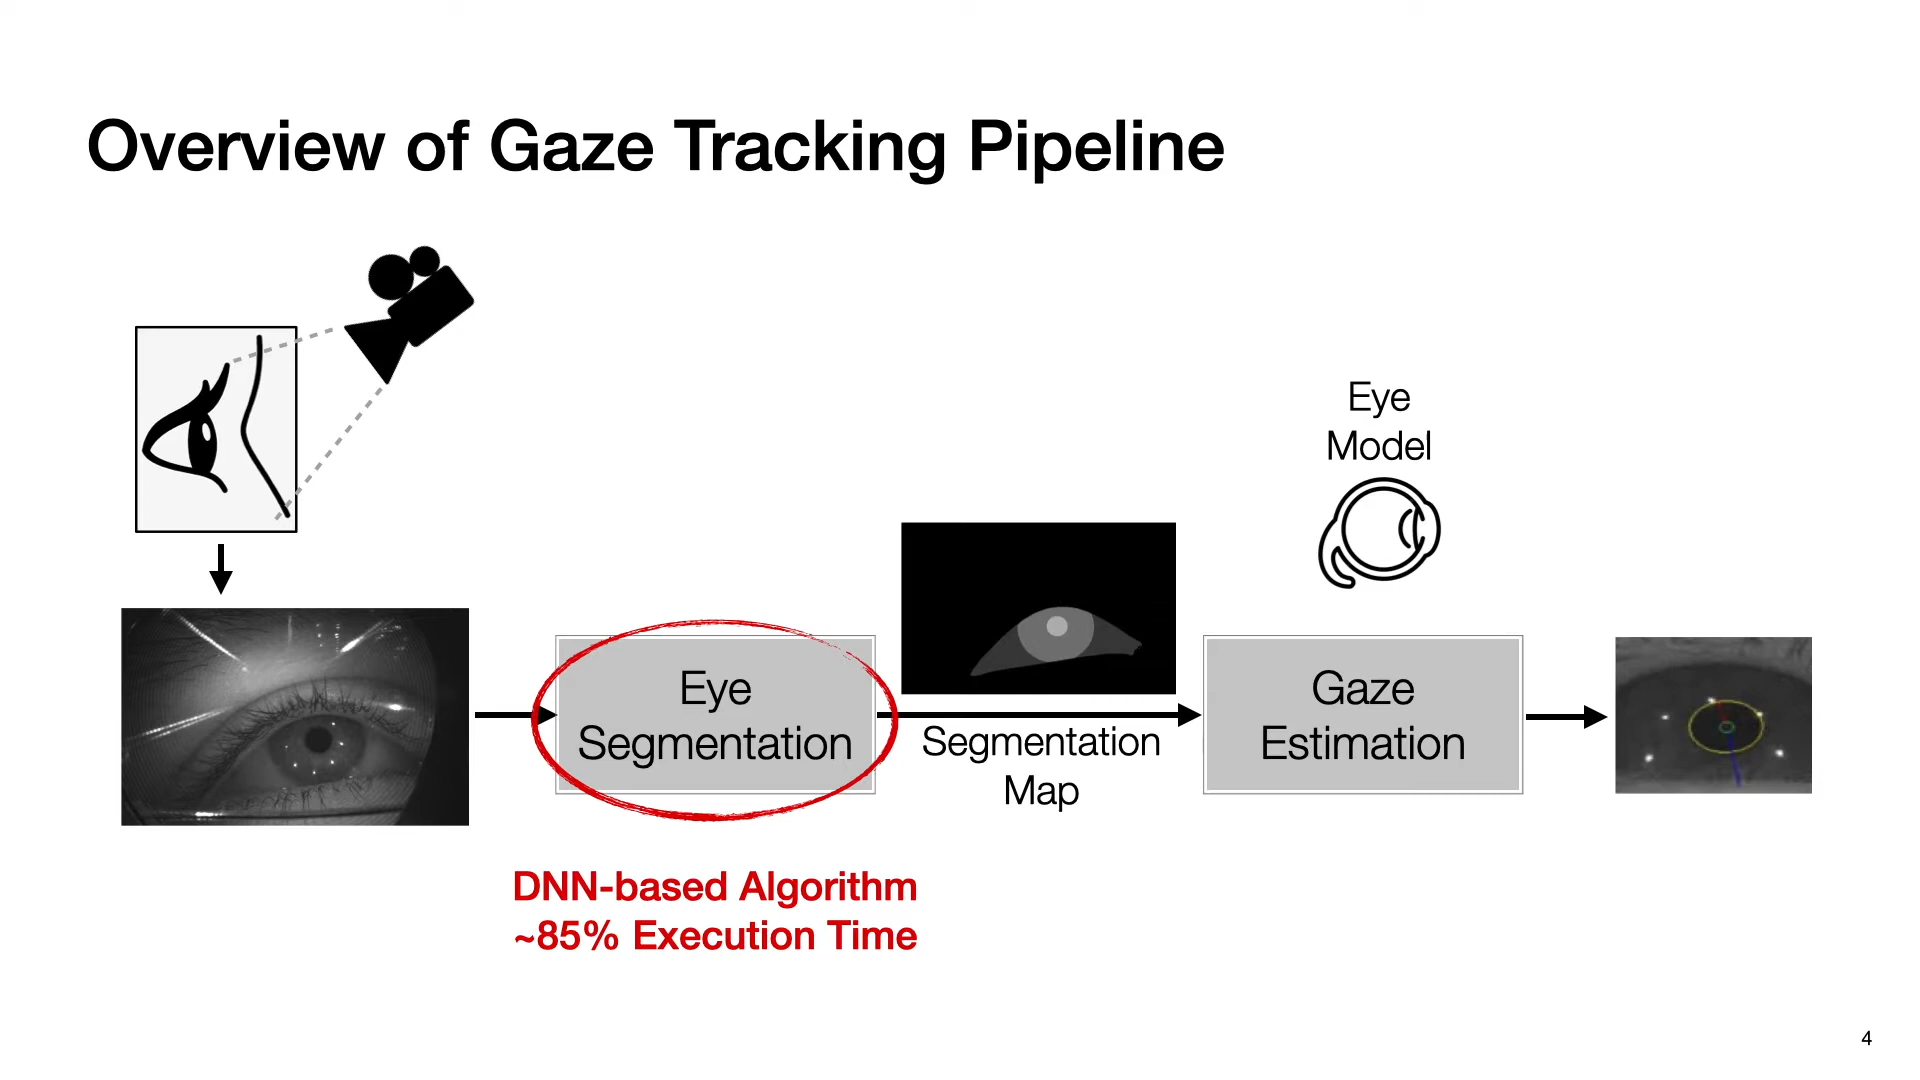 Overview of Gaze Tracking Pipeline
Eye
Model
Eye
Segmentation
Segmentation
Map
Gaze
Estimation
DNN-based Algorithm
~85% Execution Time
4